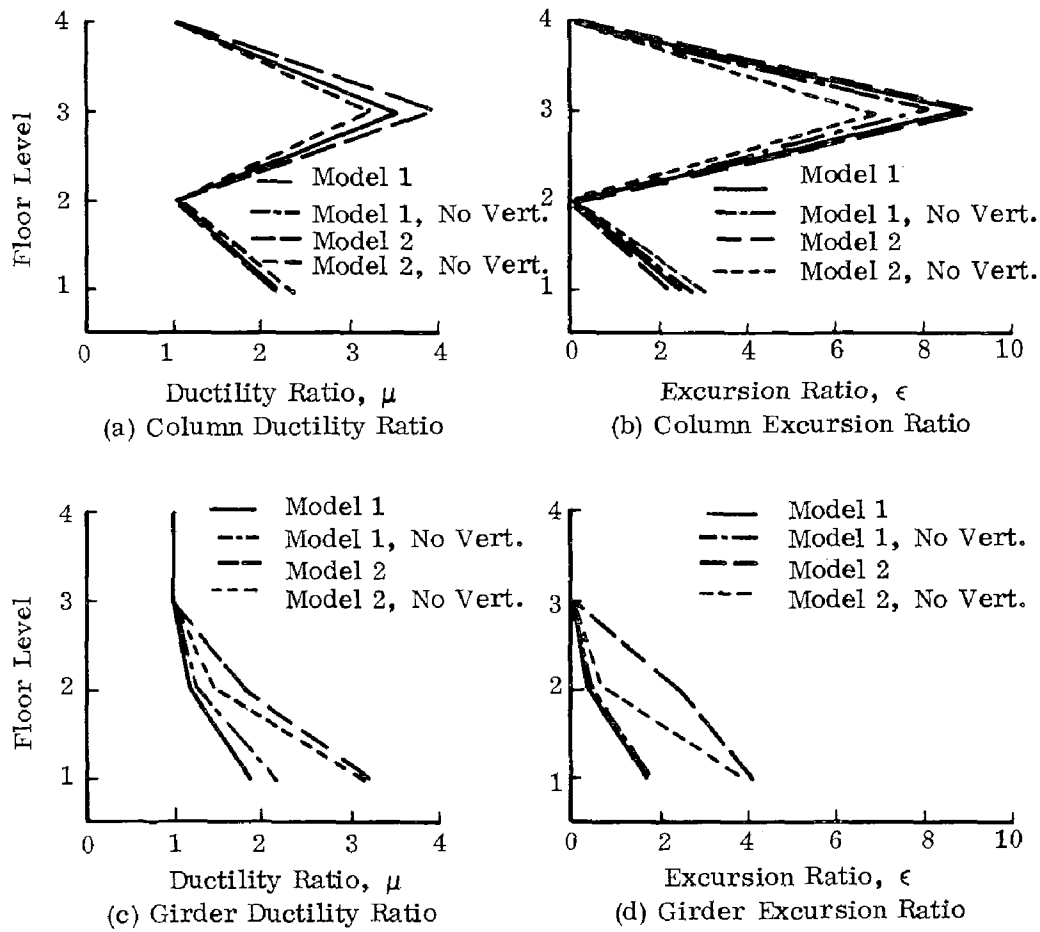 4
3
2
1
Floor Level
Model 1
Model 1, No Vert.
Model 2
Model 2, No Vert.
0 1 2 3 4
Ductility Ratio, μ
(a) Column Ductility Ratio
4
3
2
1
Model 1
Model 1, No Vert.
Model 2
Model 2, No Vert.
0 2 4 6 8 10
Excursion Ratio, ϵ
(b) Column Excursion Ratio
4
3
2
1
Floor Level
Model 1
Model 1, No Vert.
Model 2
Model 2, No Vert.
0 1 2 3 4
Ductility Ratio, μ
(c) Girder Ductility Ratio
4
3
2
1
Model 1
Model 1, No Vert.
Model 2
Model 2, No Vert.
0 2 4 6 8 10
Excursion Ratio, ϵ
(d) Girder Excursion Ratio